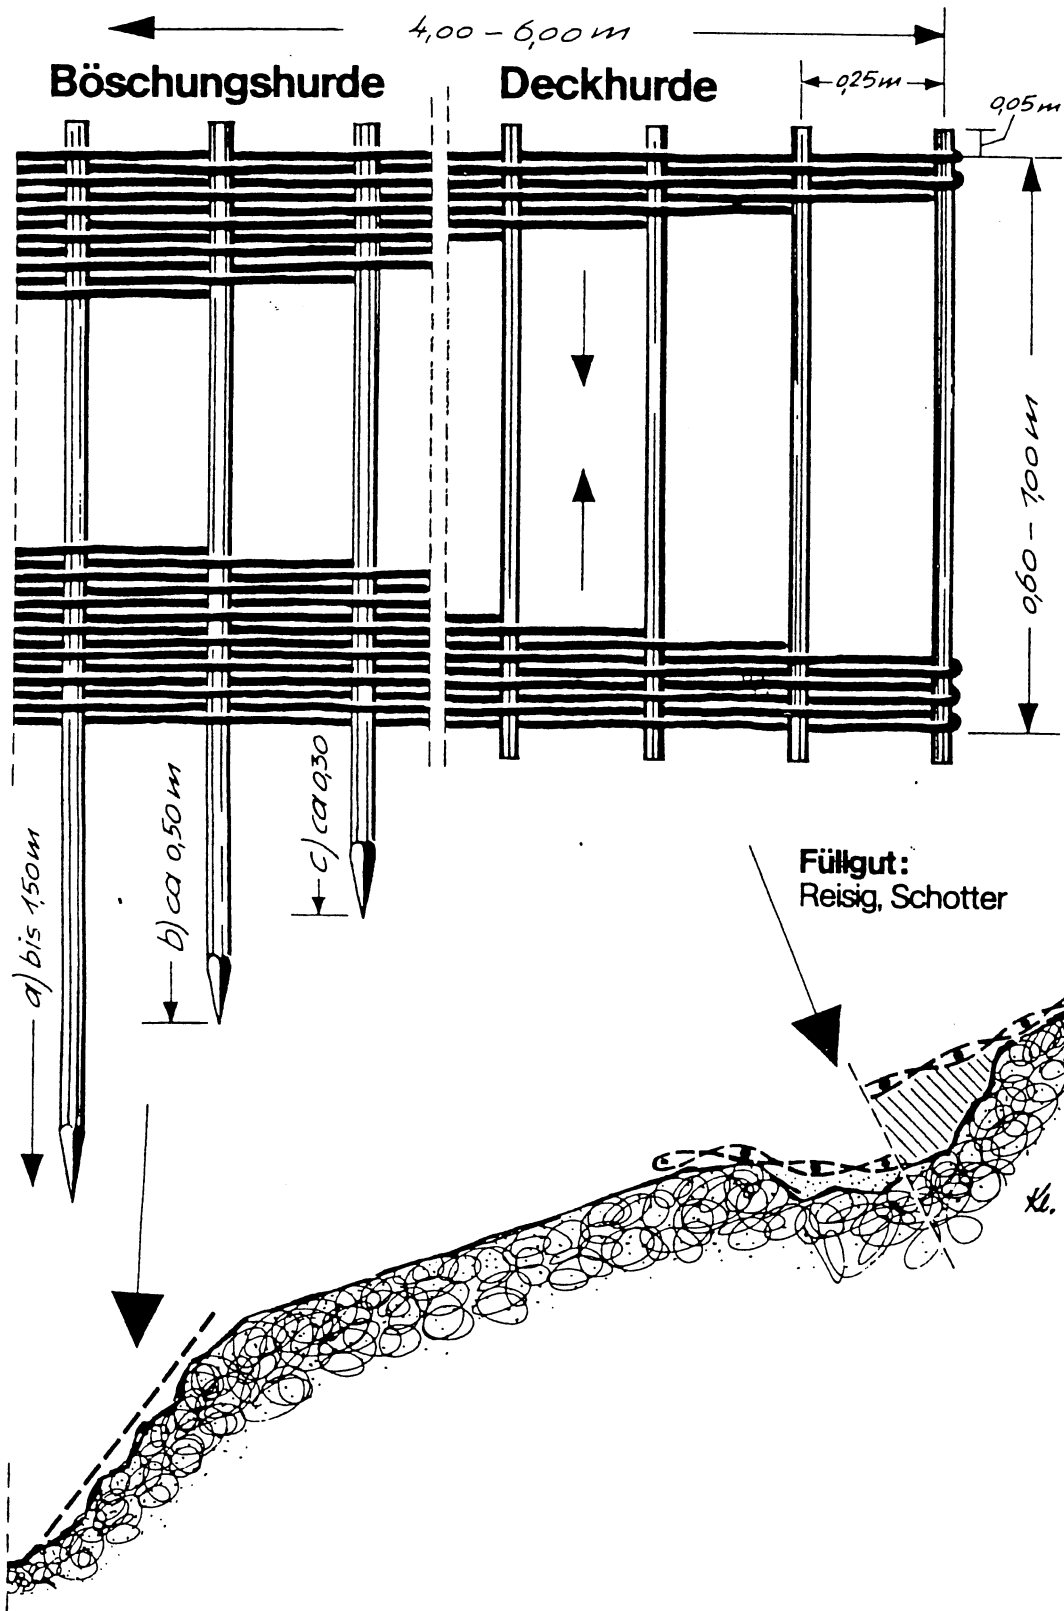 4,00 – 6,00 m
Böschungshurde
Deckhurde
0,25 m
0,05 m
0,60 – 1,00 m
a) bis 1,50 m
b) ca 0,50 m
c) ca 0,30
Füllgut:
Reisig, Schotter
Kl.